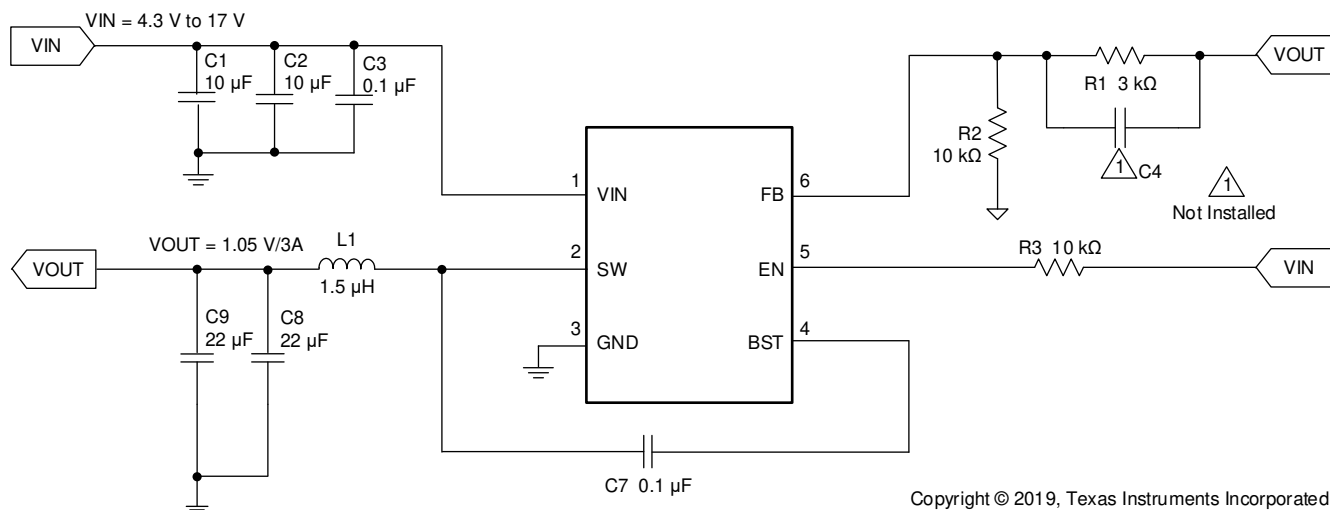 VIN = 4.3 V to 17 V
VIN
C1
10 µF
C2
10 µF
C3
0.1 µF
VOUT
R1 3 kΩ
R2
10 kΩ
1
C4
1
Not Installed
1
VIN
FB
6
VOUT = 1.05 V/3A
L1
1.5 µH
VOUT
2
SW
EN
5
R3 10 kΩ
VIN
C9
22 µF
C8
22 µF
3
GND
BST
4
C7 0.1 µF
Copyright © 2019, Texas Instruments Incorporated